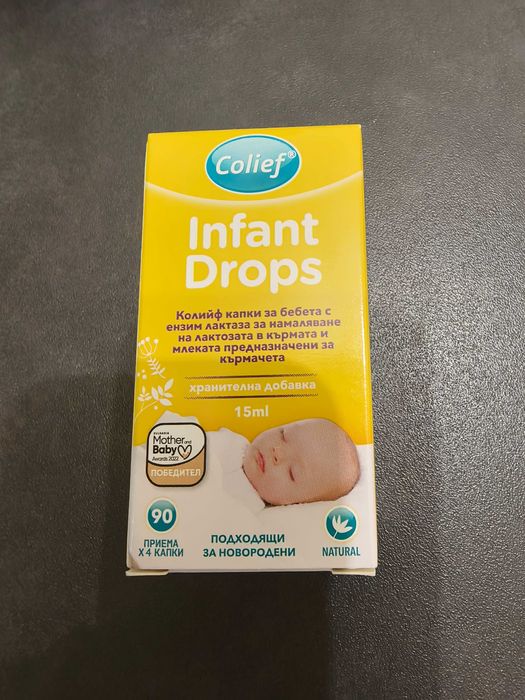 Colief®
Infant
Drops
Колийф капки за бебета с
ензим лактаза за намаляване
на лактозата в кърмата и
млеката предназначени за
кърмачета
хранителна добавка
15ml
BULGARIA
Mother and
Baby
Awards 2022
ПОБЕДИТЕЛ
90
ПРИЕМА
X 4 КАПКИ
ПОДХОДЯЩИ
ЗА НОВОРОДЕНИ
NATURAL